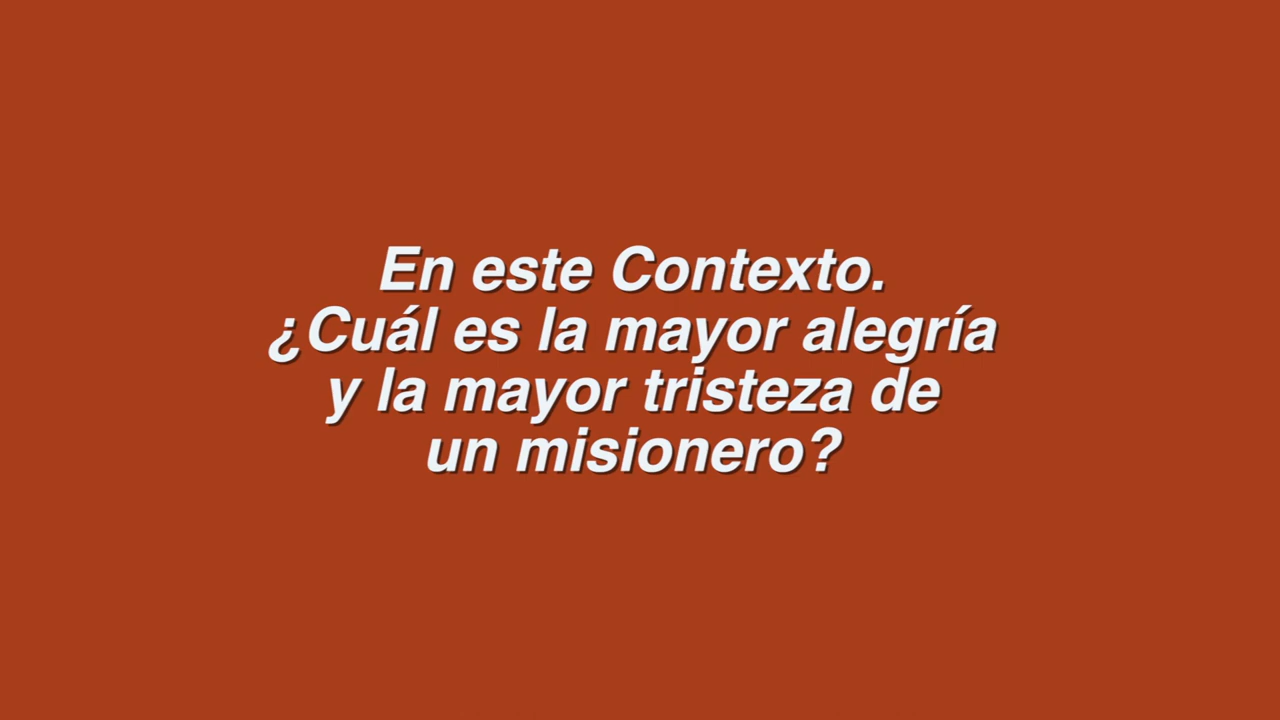 En este Contexto.
¿Cuál es la mayor alegría
y la mayor tristeza de
un misionero?